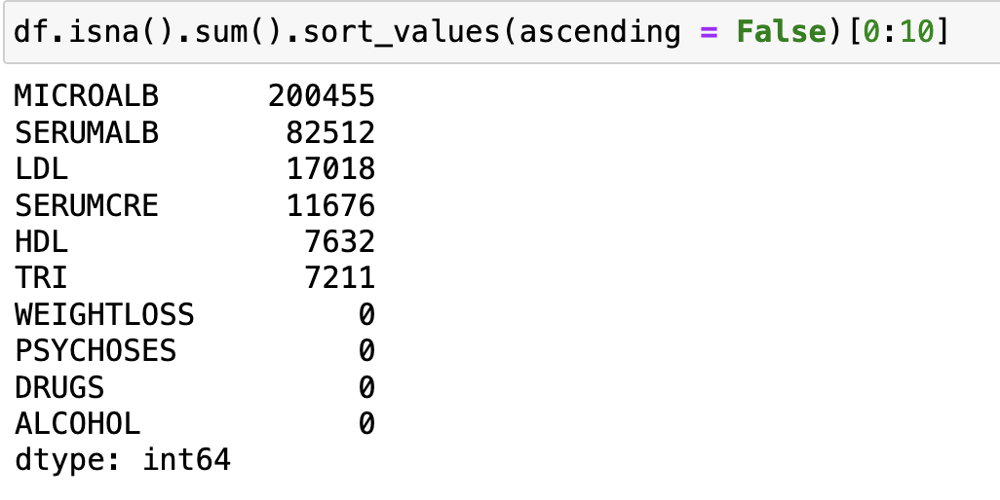 df.isna().sum().sort_values(ascending = False)[0:10]
MICROALB 200455
SERUMALB 82512
LDL 17018
SERUMCRE 11676
HDL 7632
TRI 7211
WEIGHTLOSS 0
PSYCHOSES 0
DRUGS 0
ALCOHOL 0
dtype: int64